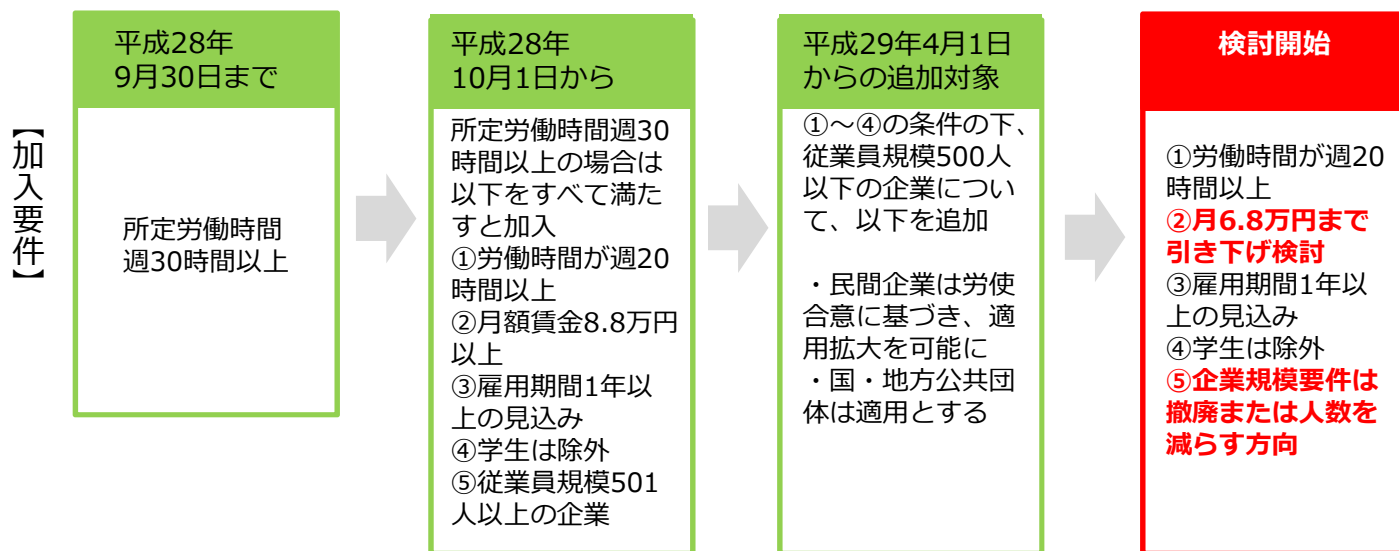 【加入要件】
平成28年
9月30日まで
所定労働時間
週30時間以上
平成28年
10月1日から
所定労働時間週30
時間以上の場合は
以下をすべて満た
すと加入
①労働時間が週20
時間以上
②月額賃金8.8万円
以上
③雇用期間1年以
上の見込み
④学生は除外
⑤従業員規模501
人以上の企業
平成29年4月1日
からの追加対象
①～④の条件の下、
従業員規模500人
以下の企業につい
て、以下を追加
・民間企業は労使
合意に基づき、適
用拡大を可能に
・国・地方公共団
体は適用とする
検討開始
①労働時間が週20
時間以上
②月6.8万円まで
引き下げ検討
③雇用期間1年以
上の見込み
④学生は除外
⑤企業規模要件は
撤廃または人数を
減らす方向